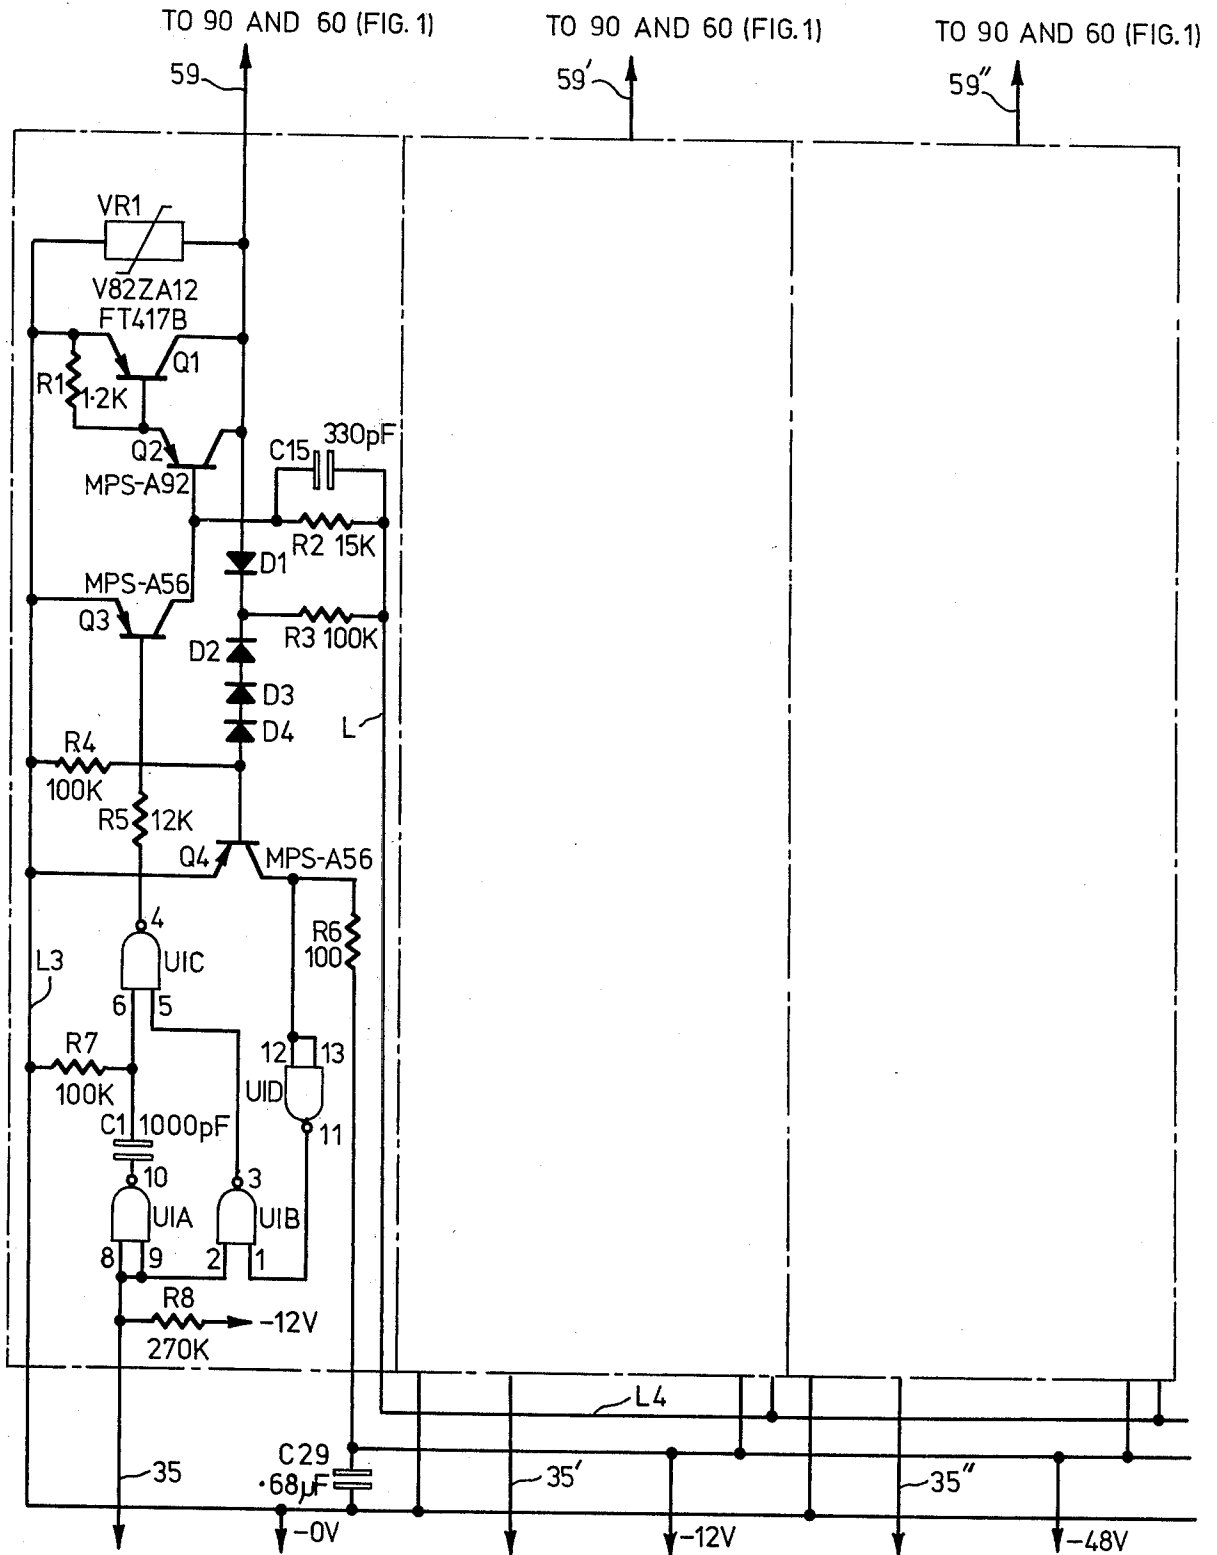 TO 90 AND 60 (FIG. 1)
TO 90 AND 60 (FIG. 1)
TO 90 AND 60 (FIG. 1)
59
59′
59″
VR1
V82ZA12
FT417B
Q1
R1
1·2K
Q2
MPS-A92
C15
330pF
R2 15K
D1
MPS-A56
Q3
R3 100K
D2
D3
D4
L
R4
100K
R5
12K
Q4
MPS-A56
4
UIC
R6
100
L3
6
5
R7
100K
12
13
UID
C1
1000pF
11
10
3
UIA
UIB
8
9
2
1
R8
-12V
270K
L4
C29
·68µF
35
35′
35″
-0V
-12V
-48V